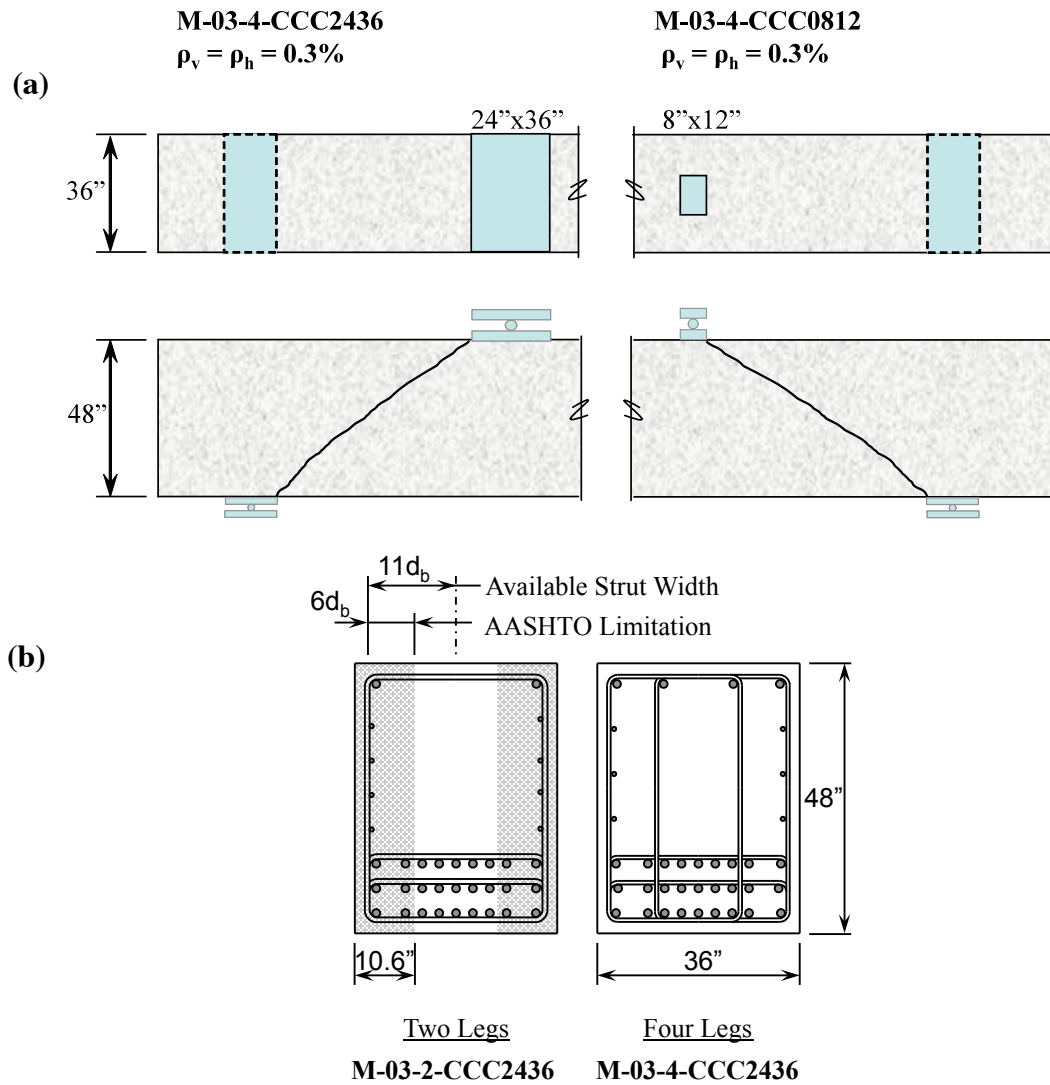 M-03-4-CCC2436
ρv = ρh = 0.3%
M-03-4-CCC0812
ρv = ρh = 0.3%
(a)
24”x36”
8”x12”
36”
48”
11db
Available Strut Width
6db
AASHTO Limitation
(b)
48”
10.6”
36”
Two Legs
Four Legs
M-03-2-CCC2436
M-03-4-CCC2436